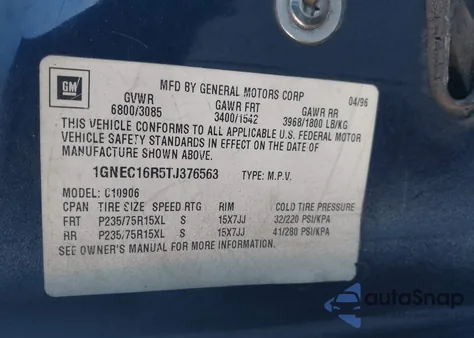 GM
MFD BY GENERAL MOTORS CORP 04/96
GVWR GAWR FRT GAWR RR
6800/3085 3400/1542 3968/1800 LB/KG
THIS VEHICLE CONFORMS TO ALL APPLICABLE U.S. FEDERAL MOTOR
VEHICLE SAFETY STANDARDS IN EFFECT ON THE DATE OF
MANUFACTURE SHOWN ABOVE.
1GNEC16R5TJ376563 TYPE: M.P.V.
MODEL: C10906
CPAN TIRE SIZE SPEED RTG RIM COLD TIRE PRESSURE
FRT P235/75R15XL S 15X7JJ 32/220 PSI/KPA
RR P235/75R15XL S 15X7JJ 41/280 PSI/KPA
SEE OWNER'S MANUAL FOR MORE INFORMATION.
autoSnap